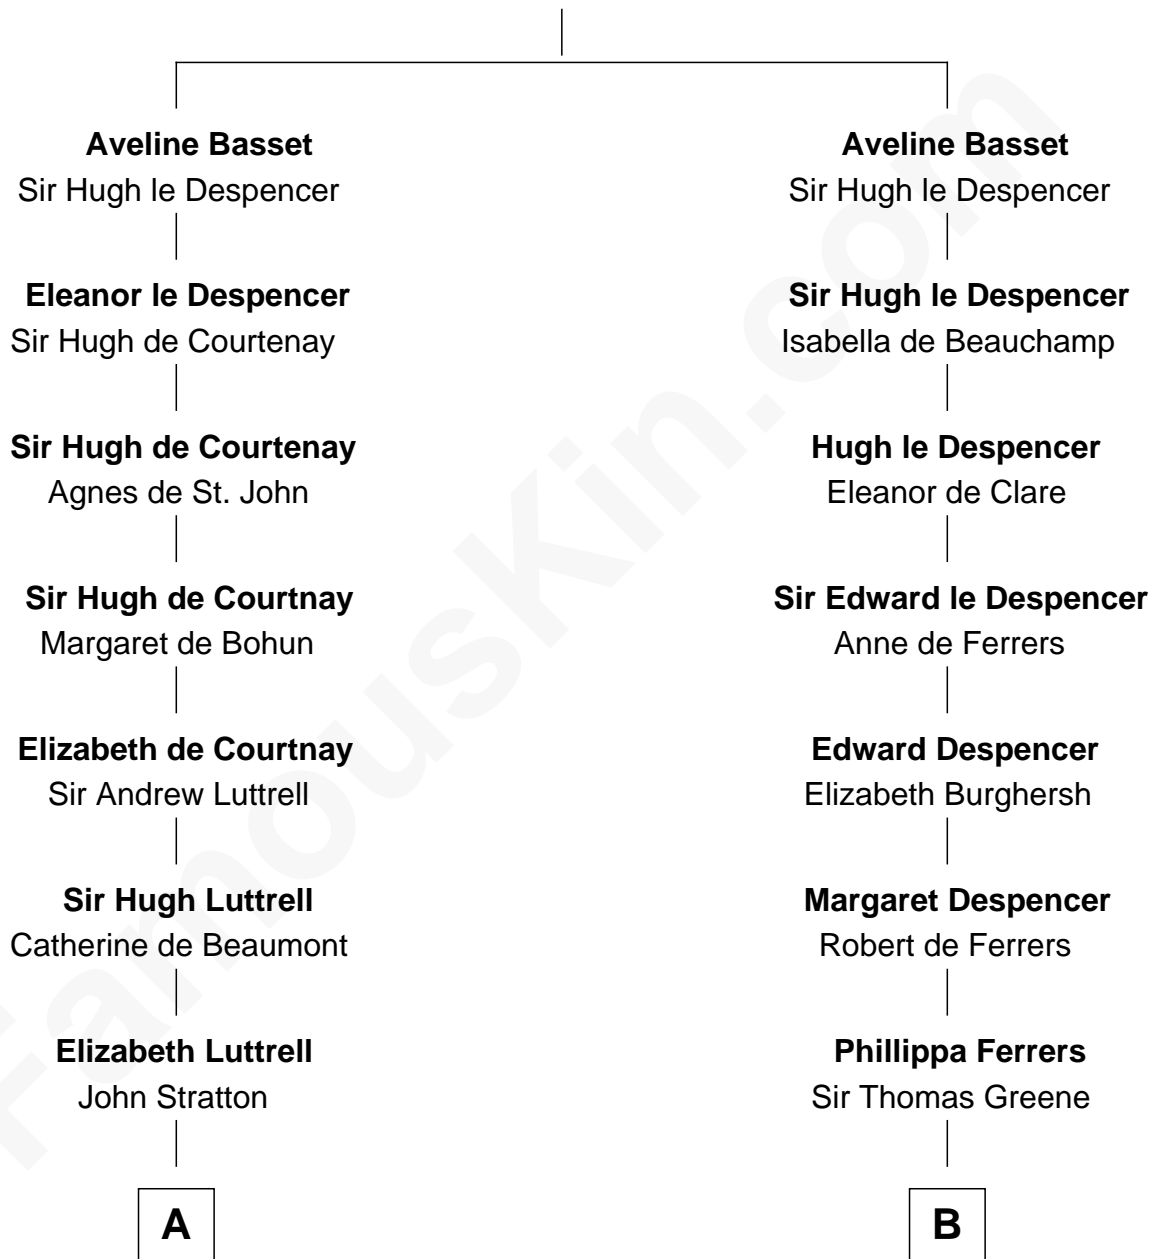 Aveline Basset
Sir Hugh le Despencer
Eleanor le Despencer
Sir Hugh de Courtenay
Sir Hugh de Courtenay
Agnes de St. John
Sir Hugh de Courtnay
Margaret de Bohun
Elizabeth de Courtnay
Sir Andrew Luttrell
Sir Hugh Luttrell
Catherine de Beaumont
Elizabeth Luttrell
John Stratton
A
Aveline Basset
Sir Hugh le Despencer
Sir Hugh le Despencer
Isabella de Beauchamp
Hugh le Despencer
Eleanor de Clare
Sir Edward le Despencer
Anne de Ferrers
Edward Despencer
Elizabeth Burghersh
Margaret Despencer
Robert de Ferrers
Phillippa Ferrers
Sir Thomas Greene
B
FamousKin.com